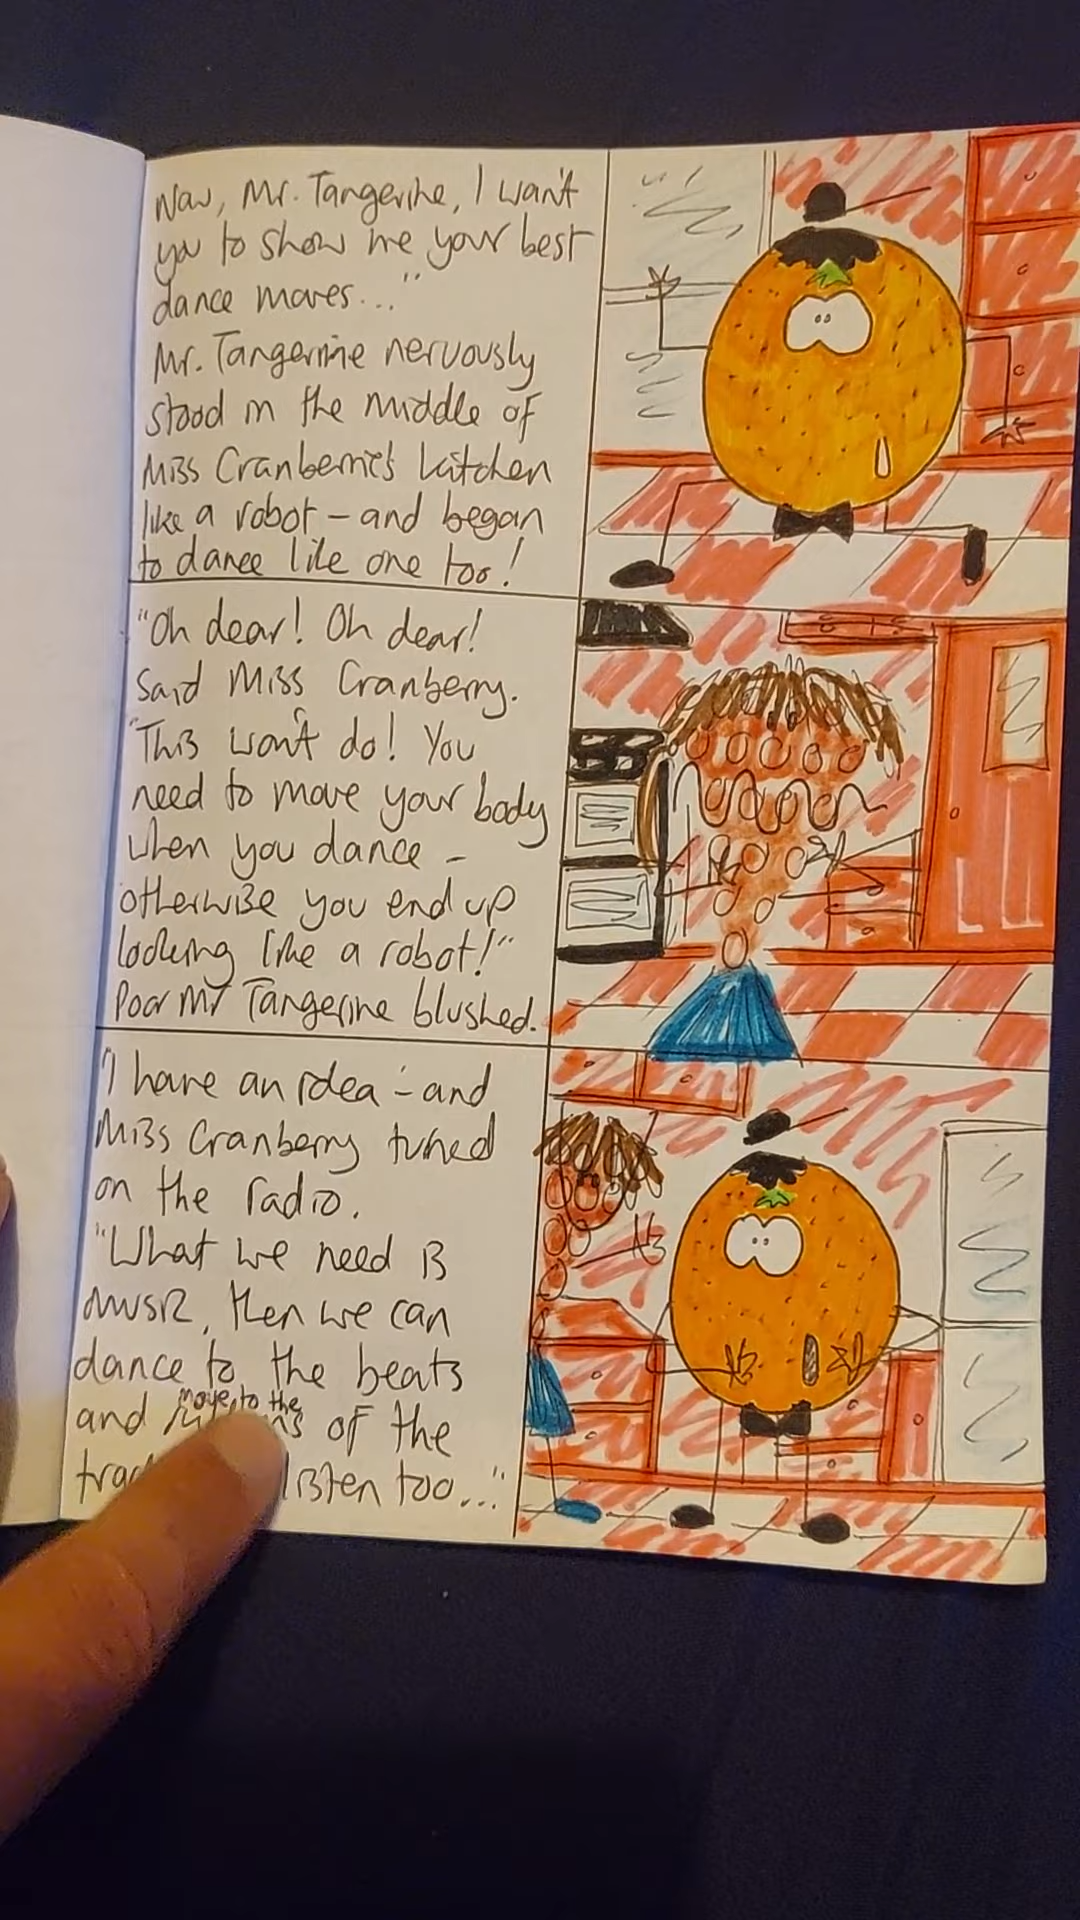 Now, Mr. Tangerine, I wan't
you to show me your best
dance moves..."
Mr. Tangerine nervously
stood in the middle of
Miss Cranberrie's kitchen
like a robot – and began
to dance like one too!
"Oh dear! Oh dear!
said Miss Cranberry.
"This won't do! You
need to move your body
when you dance –
otherwise you end up
looking like a robot!"
Poor Mr Tangerine blushed.
"I have an idea – and
Miss Cranberry turned
on the radio.
"What we need is
music, then we can
dance to the beats
move to the
and of the
listen too..."